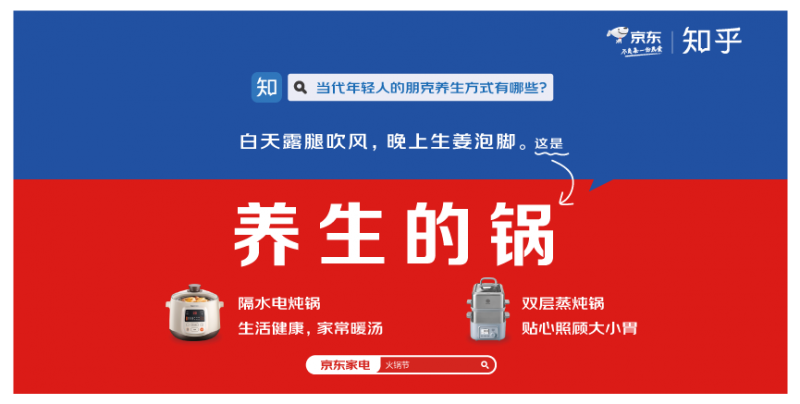 京东
不负每一份热爱
知乎
知
当代年轻人的朋克养生方式有哪些?
白天露腿吹风，晚上生姜泡脚。这是
养生的锅
隔水电炖锅
生活健康，家常暖汤
双层蒸炖锅
贴心照顾大小胃
京东家电 火锅节